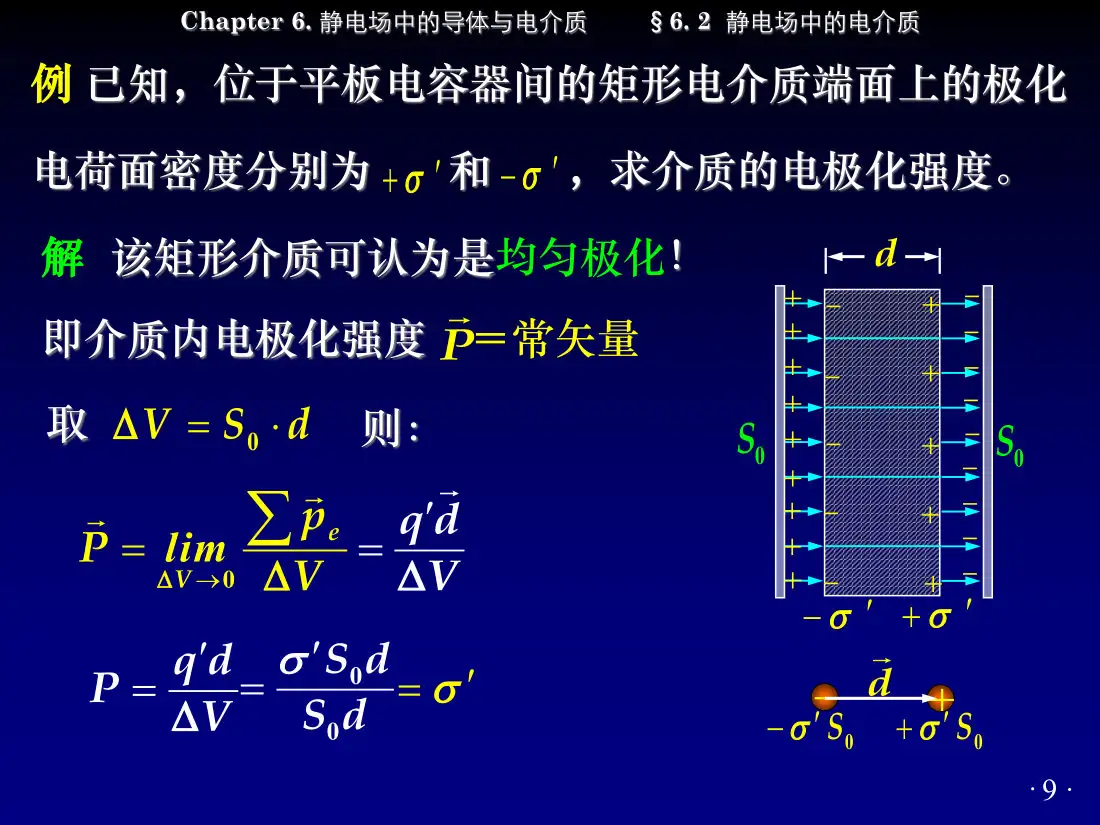 Chapter 6. 静电场中的导体与电介质 §6. 2 静电场中的电介质
例 已知，位于平板电容器间的矩形电介质端面上的极化
电荷面密度分别为 +σ′ 和 −σ′ ，求介质的电极化强度。
解 该矩形介质可认为是均匀极化！
即介质内电极化强度 P⃗=常矢量
取 ΔV = S₀ · d 则：
P⃗ = lim_{ΔV→0} ∑p⃗ₑ / ΔV = q′d⃗ / ΔV
P = q′d / ΔV = σ′S₀d / S₀d = σ′
d
S₀ S₀
+ − + −
+ −
+ − + −
+ −
+ − + −
+ −
+ − + −
+ −
+ − + −
−σ′ +σ′
d⃗
− +
−σ′S₀ +σ′S₀
·9·